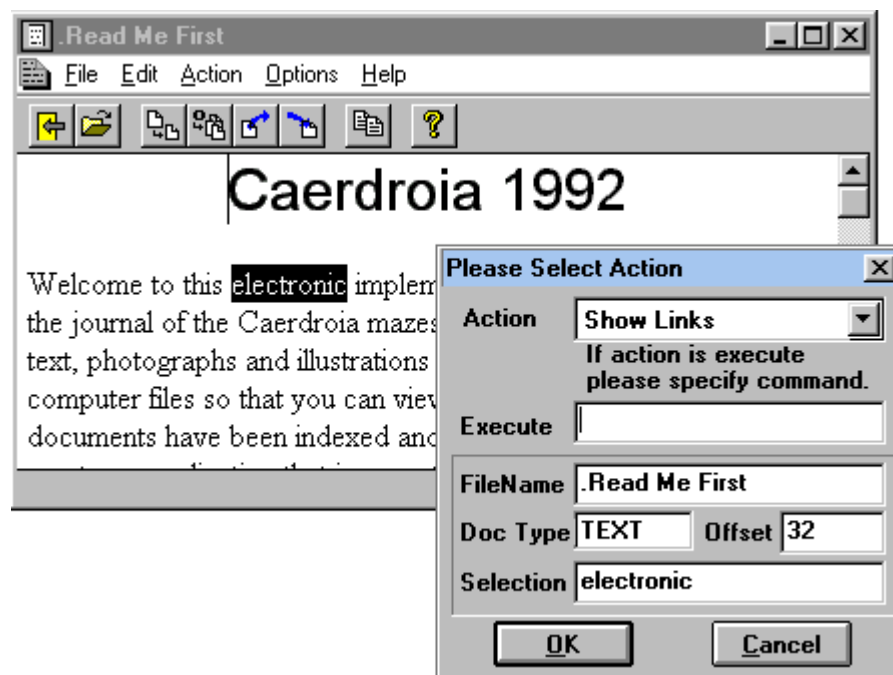 .Read Me First
File Edit Action Options Help
Caerdroia 1992
Welcome to this electronic implem
the journal of the Caerdroia mazes
text, photographs and illustrations
computer files so that you can view
documents have been indexed and
Please Select Action
Action Show Links
If action is execute
please specify command.
Execute
FileName .Read Me First
Doc Type TEXT Offset 32
Selection electronic
OK Cancel